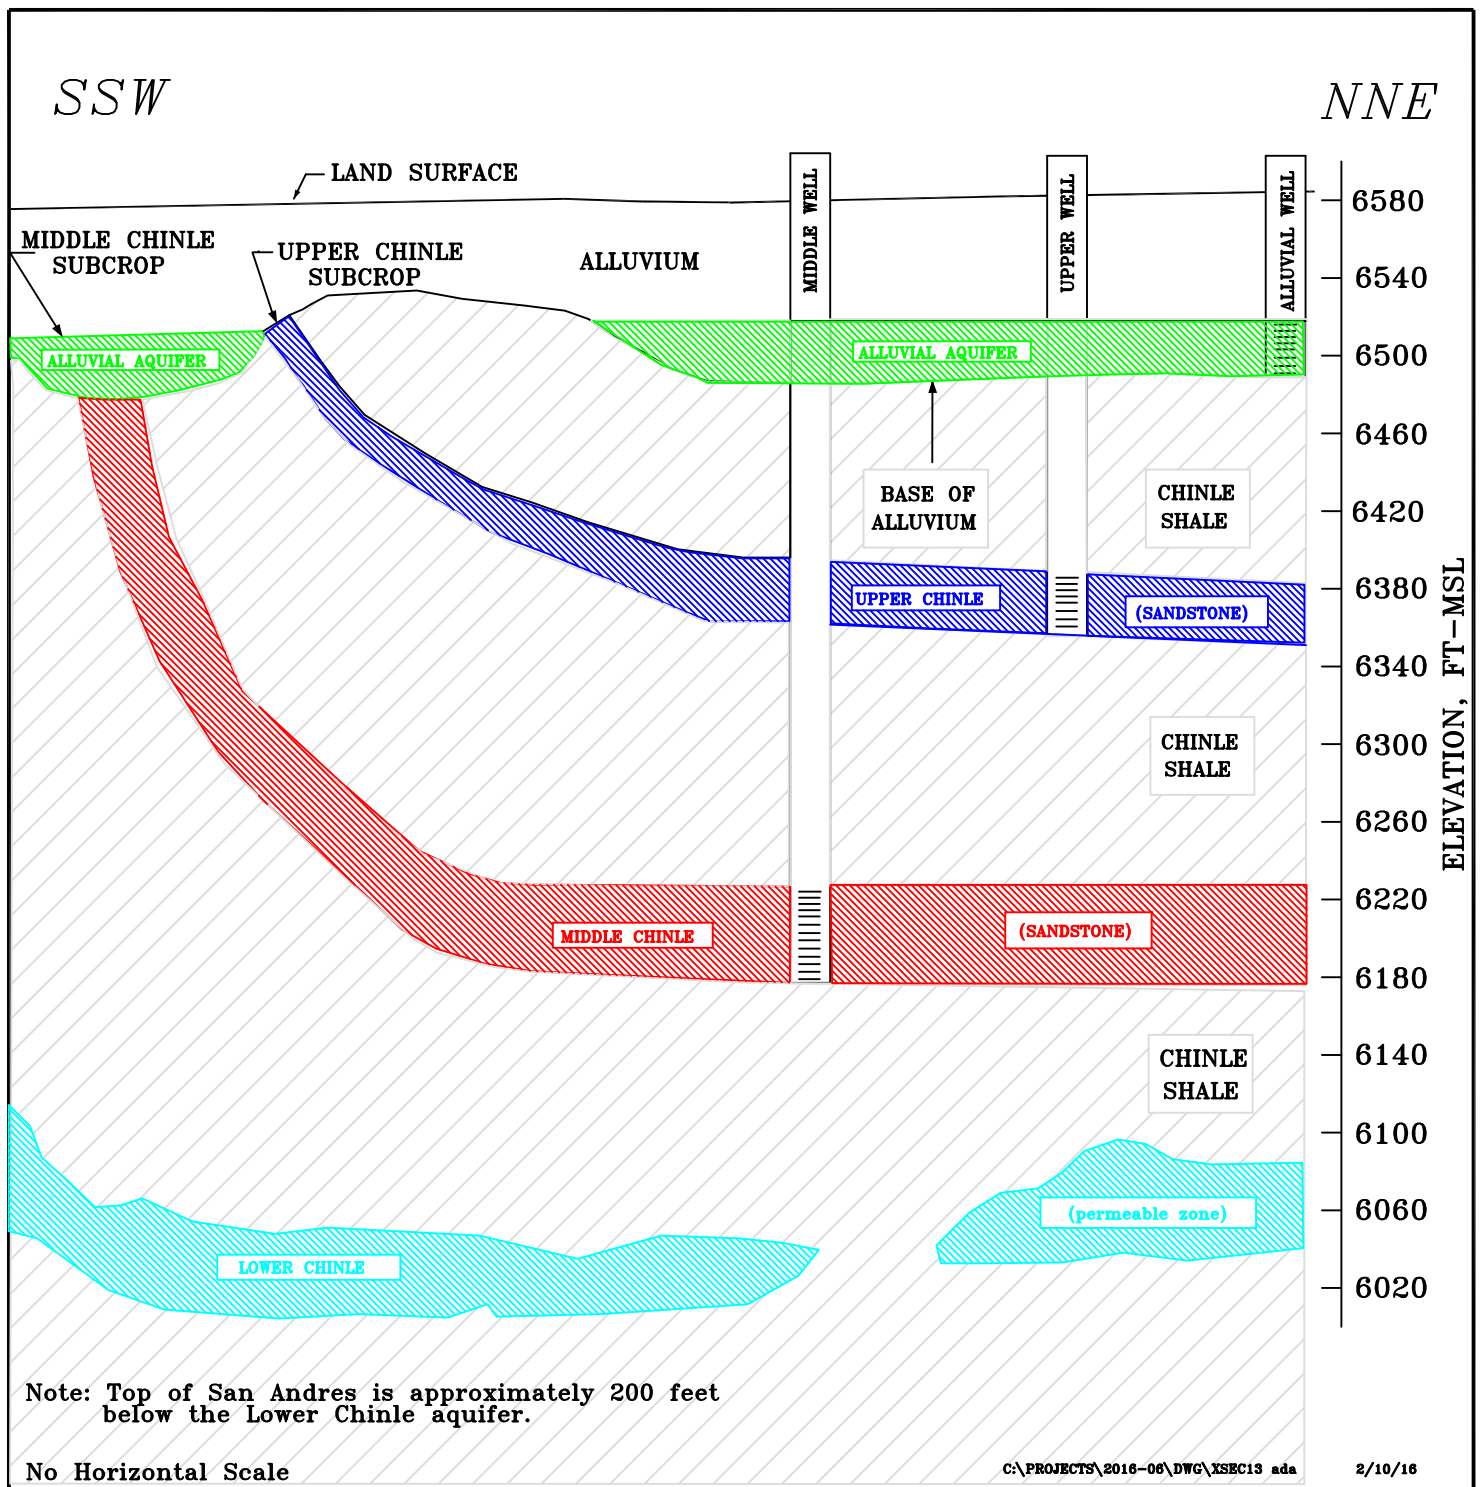 SSW
NNE
LAND SURFACE
MIDDLE CHINLE
SUBCROP
UPPER CHINLE
SUBCROP
ALLUVIUM
MIDDLE WELL
UPPER WELL
ALLUVIAL WELL
6580
6540
6500
6460
6420
6380
6340
6300
6260
6220
6180
6140
6100
6060
6020
ELEVATION, FT-MSL
ALLUVIAL AQUIFER
ALLUVIAL AQUIFER
BASE OF
ALLUVIUM
CHINLE
SHALE
UPPER CHINLE
(SANDSTONE)
CHINLE
SHALE
MIDDLE CHINLE
(SANDSTONE)
CHINLE
SHALE
(permeable zone)
LOWER CHINLE
Note: Top of San Andres is approximately 200 feet
below the Lower Chinle aquifer.
No Horizontal Scale
C:\PROJECTS\2016-06\DWG\XSEC13 ada
2/10/16